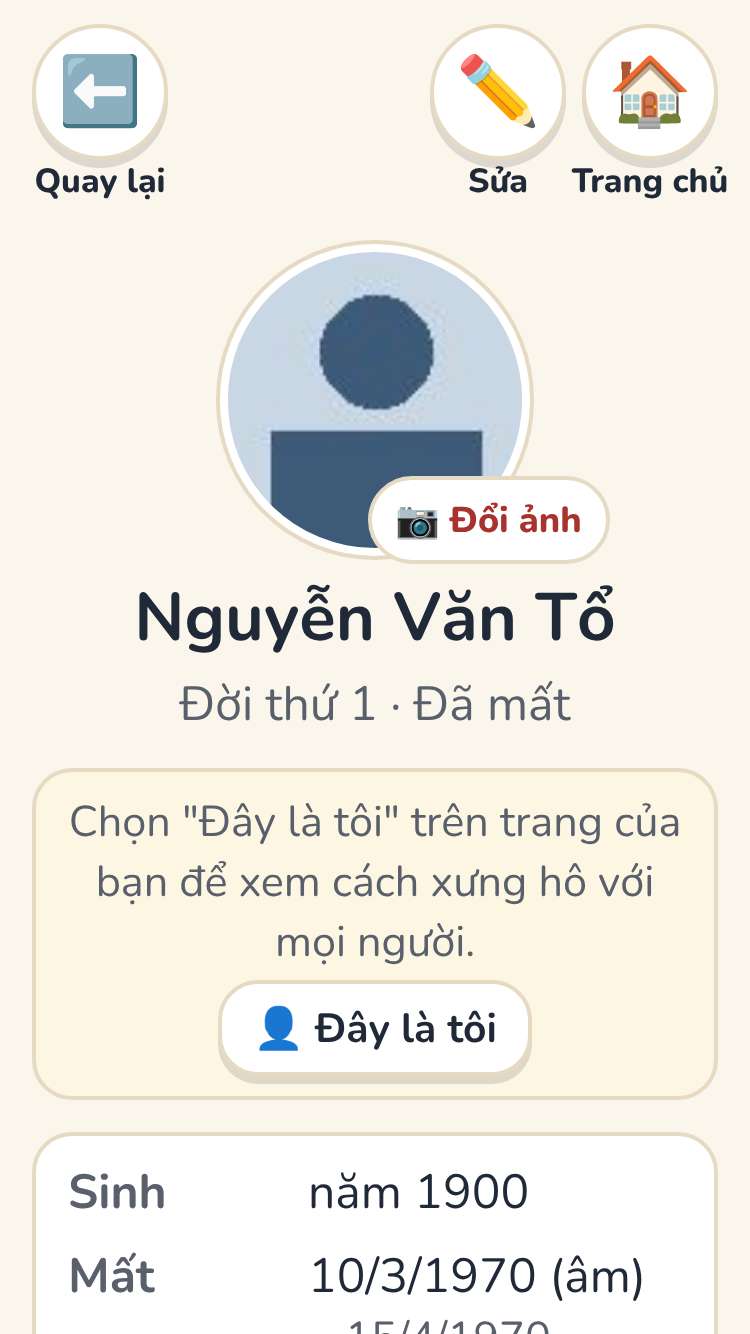 Quay lại
Sửa
Trang chủ
Đổi ảnh
Nguyễn Văn Tổ
Đời thứ 1 · Đã mất
Chọn "Đây là tôi" trên trang của
bạn để xem cách xưng hô với
mọi người.
Đây là tôi
Sinh năm 1900
Mất 10/3/1970 (âm)